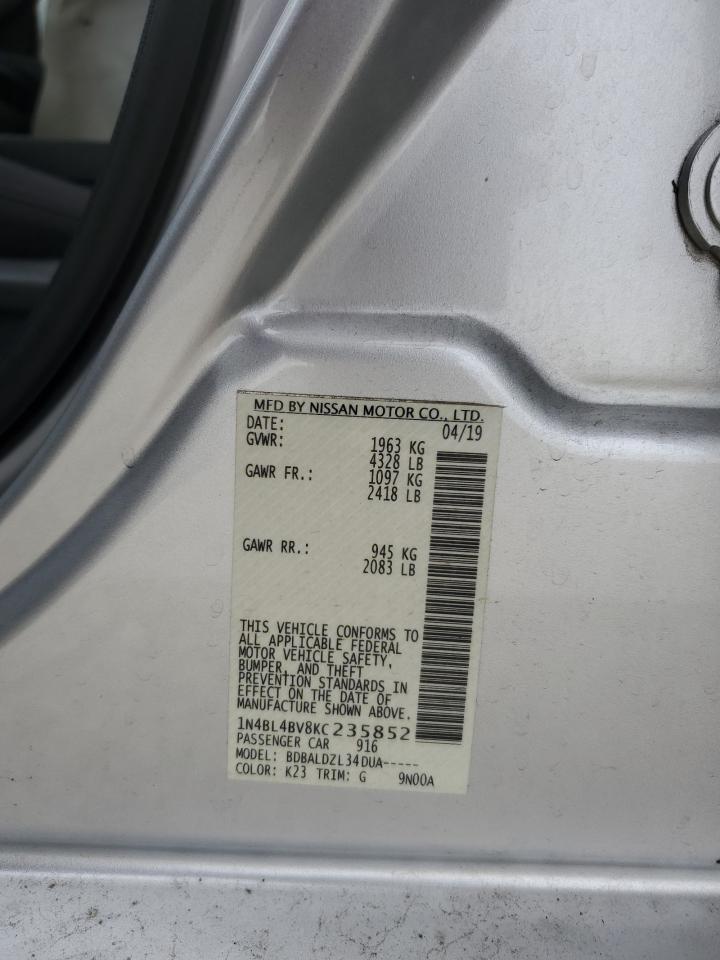 MFD BY NISSAN MOTOR CO., LTD.
DATE: 04/19
GVWR: 1963 KG
4328 LB
GAWR FR.: 1097 KG
2418 LB
GAWR RR.: 945 KG
2083 LB
THIS VEHICLE CONFORMS TO
ALL APPLICABLE FEDERAL
MOTOR VEHICLE SAFETY,
BUMPER, AND THEFT
PREVENTION STANDARDS IN
EFFECT ON THE DATE OF
MANUFACTURE SHOWN ABOVE.
1N4BL4BV8KC235852
PASSENGER CAR 916
MODEL: BDBALDZL34DUA-----
COLOR: K23 TRIM: G 9N00A